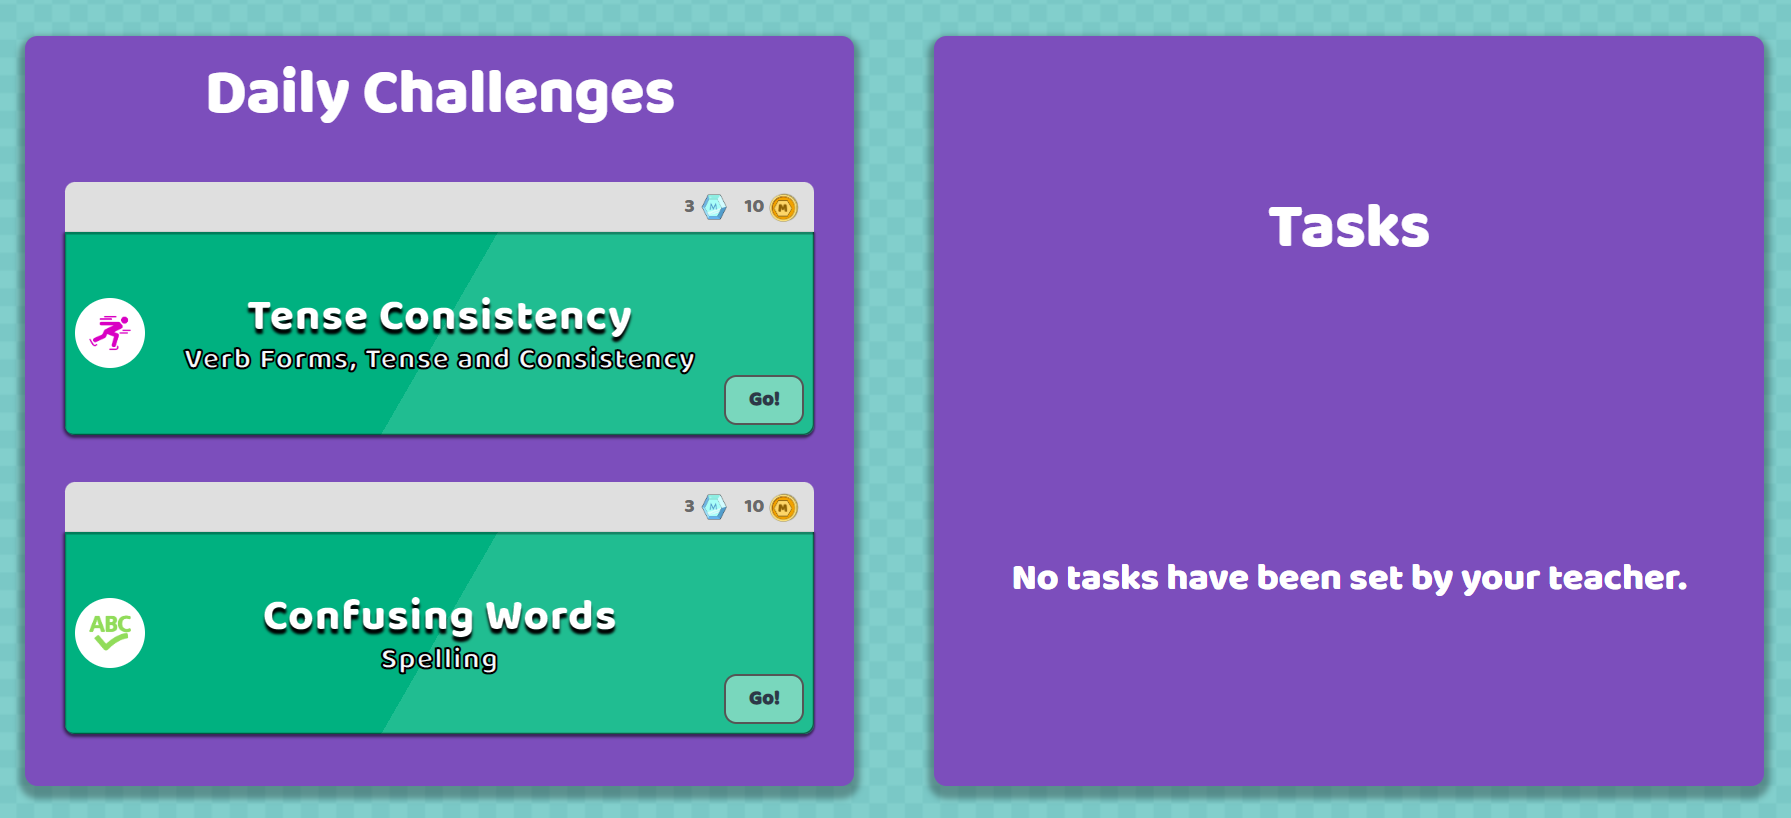 Daily Challenges
3 M 10 M
Tense Consistency
Verb Forms, Tense and Consistency
Go!
3 M 10 M
ABC
Confusing Words
Spelling
Go!
Tasks
No tasks have been set by your teacher.